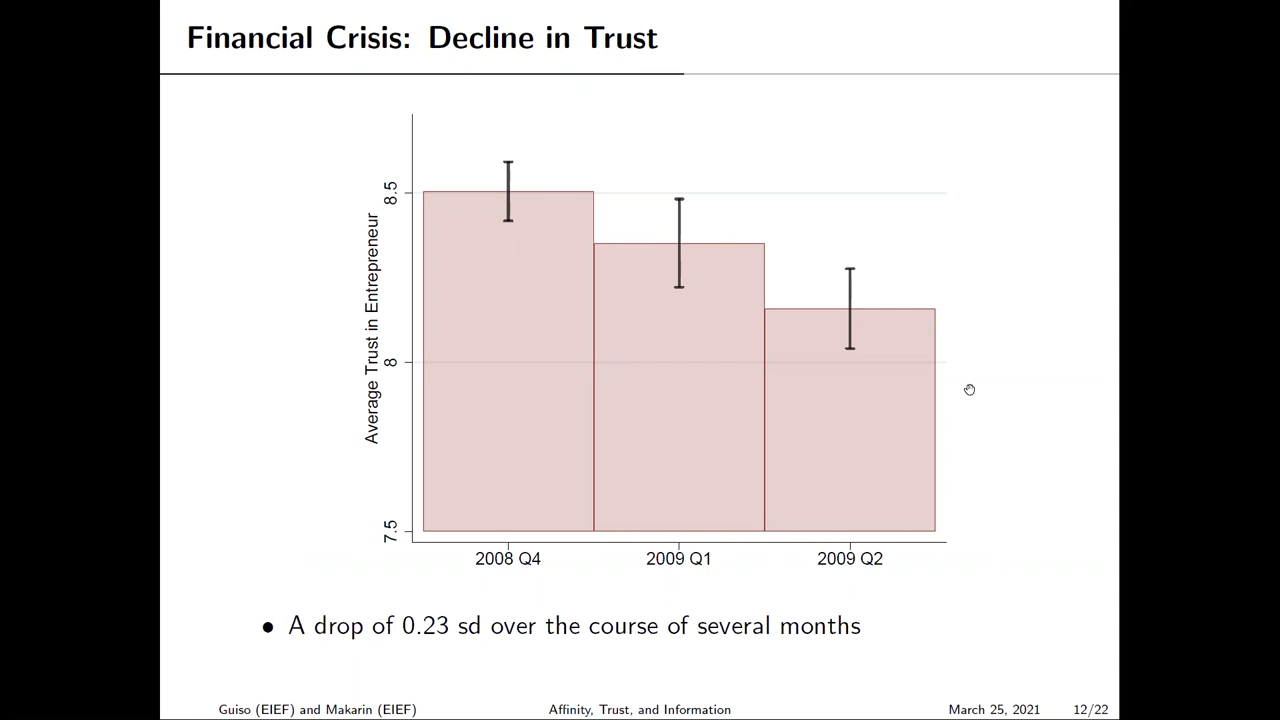 Financial Crisis: Decline in Trust
Average Trust in Entrepreneur
8.5
8
7.5
2008 Q4 2009 Q1 2009 Q2
• A drop of 0.23 sd over the course of several months
Guiso (EIEF) and Makarin (EIEF) Affinity, Trust, and Information March 25, 2021 12/22